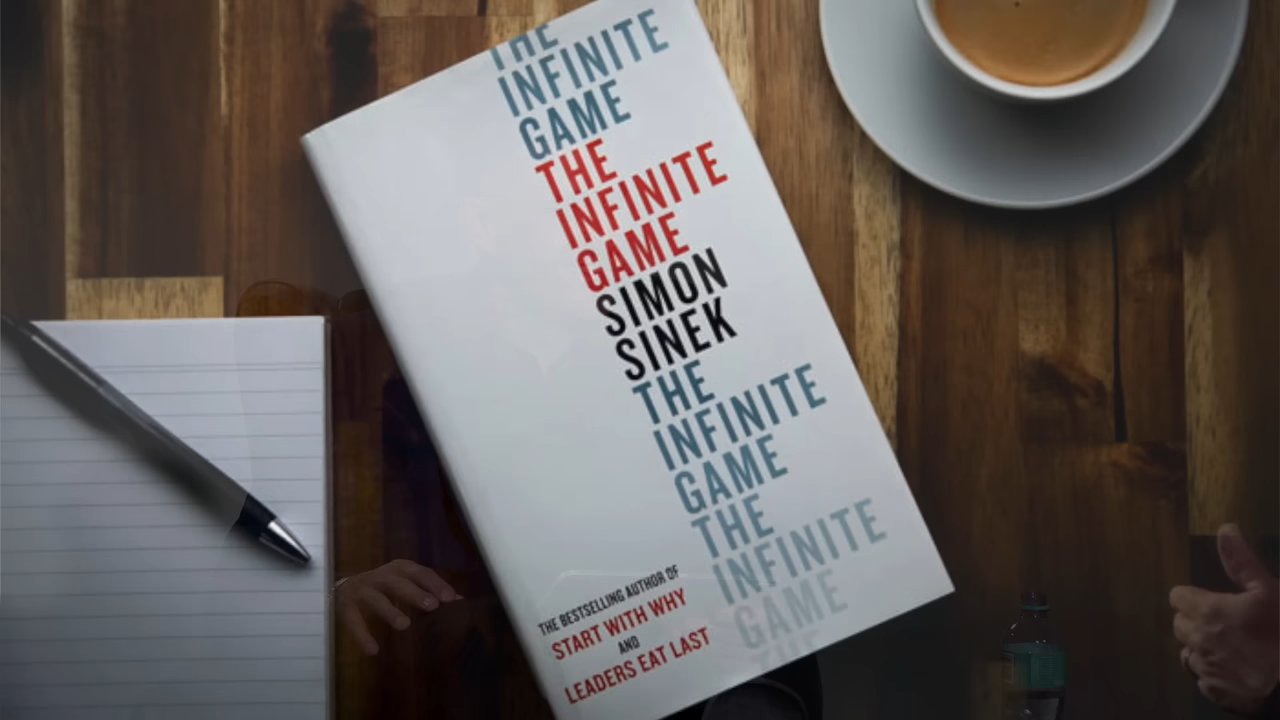 THE
INFINITE
GAME
THE
INFINITE
GAME
SIMON
SINEK
THE
INFINITE
GAME
THE
INFINITE
GAME
THE
THE BESTSELLING AUTHOR OF
START WITH WHY
AND
LEADERS EAT LAST